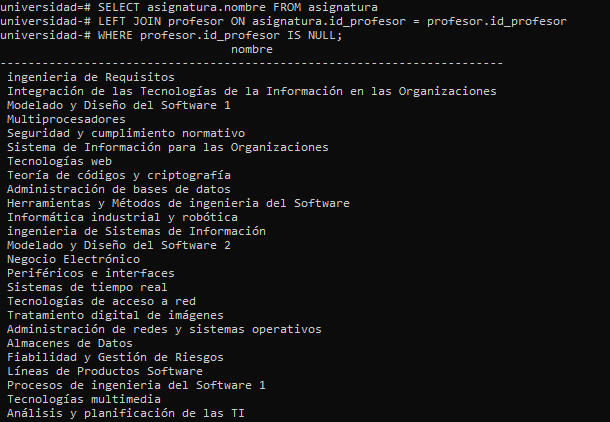 universidad=# SELECT asignatura.nombre FROM asignatura
universidad-# LEFT JOIN profesor ON asignatura.id_profesor = profesor.id_profesor
universidad-# WHERE profesor.id_profesor IS NULL;
nombre
------------------------------------------------------------------------
ingenieria de Requisitos
Integración de las Tecnologías de la Información en las Organizaciones
Modelado y Diseño del Software 1
Multiprocesadores
Seguridad y cumplimiento normativo
Sistema de Información para las Organizaciones
Tecnologías web
Teoría de códigos y criptografía
Administración de bases de datos
Herramientas y Métodos de ingenieria del Software
Informática industrial y robótica
ingenieria de Sistemas de Información
Modelado y Diseño del Software 2
Negocio Electrónico
Periféricos e interfaces
Sistemas de tiempo real
Tecnologías de acceso a red
Tratamiento digital de imágenes
Administración de redes y sistemas operativos
Almacenes de Datos
Fiabilidad y Gestión de Riesgos
Líneas de Productos Software
Procesos de ingenieria del Software 1
Tecnologías multimedia
Análisis y planificación de las TI